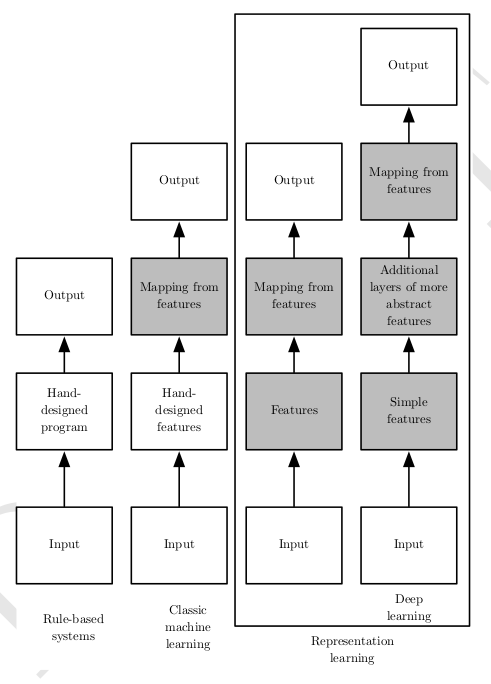 Output
Mapping from
features
Output
Output
Mapping from
features
Mapping from
features
Additional
layers of more
abstract
features
Output
Hand-
designed
program
Hand-
designed
features
Features
Simple
features
Input
Input
Input
Input
Rule-based
systems
Classic
machine
learning
Deep
learning
Representation
learning